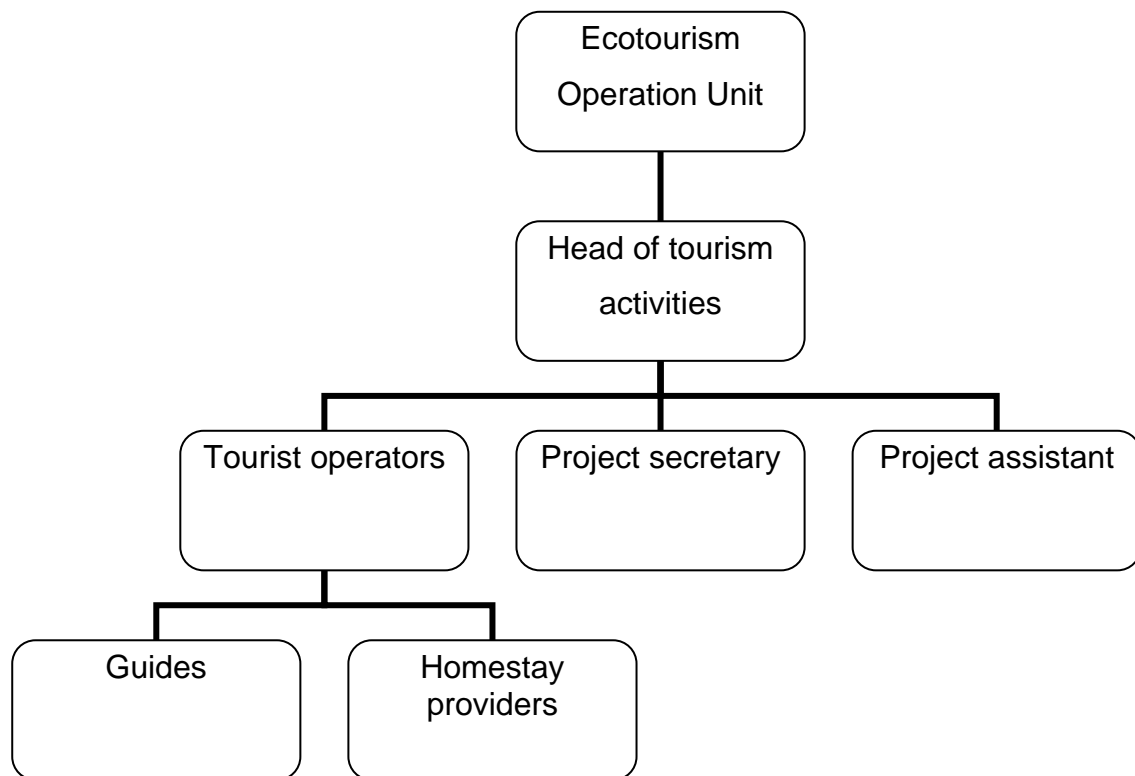 Ecotourism
Operation Unit
Head of tourism
activities
Tourist operators
Project secretary
Project assistant
Guides
Homestay
providers